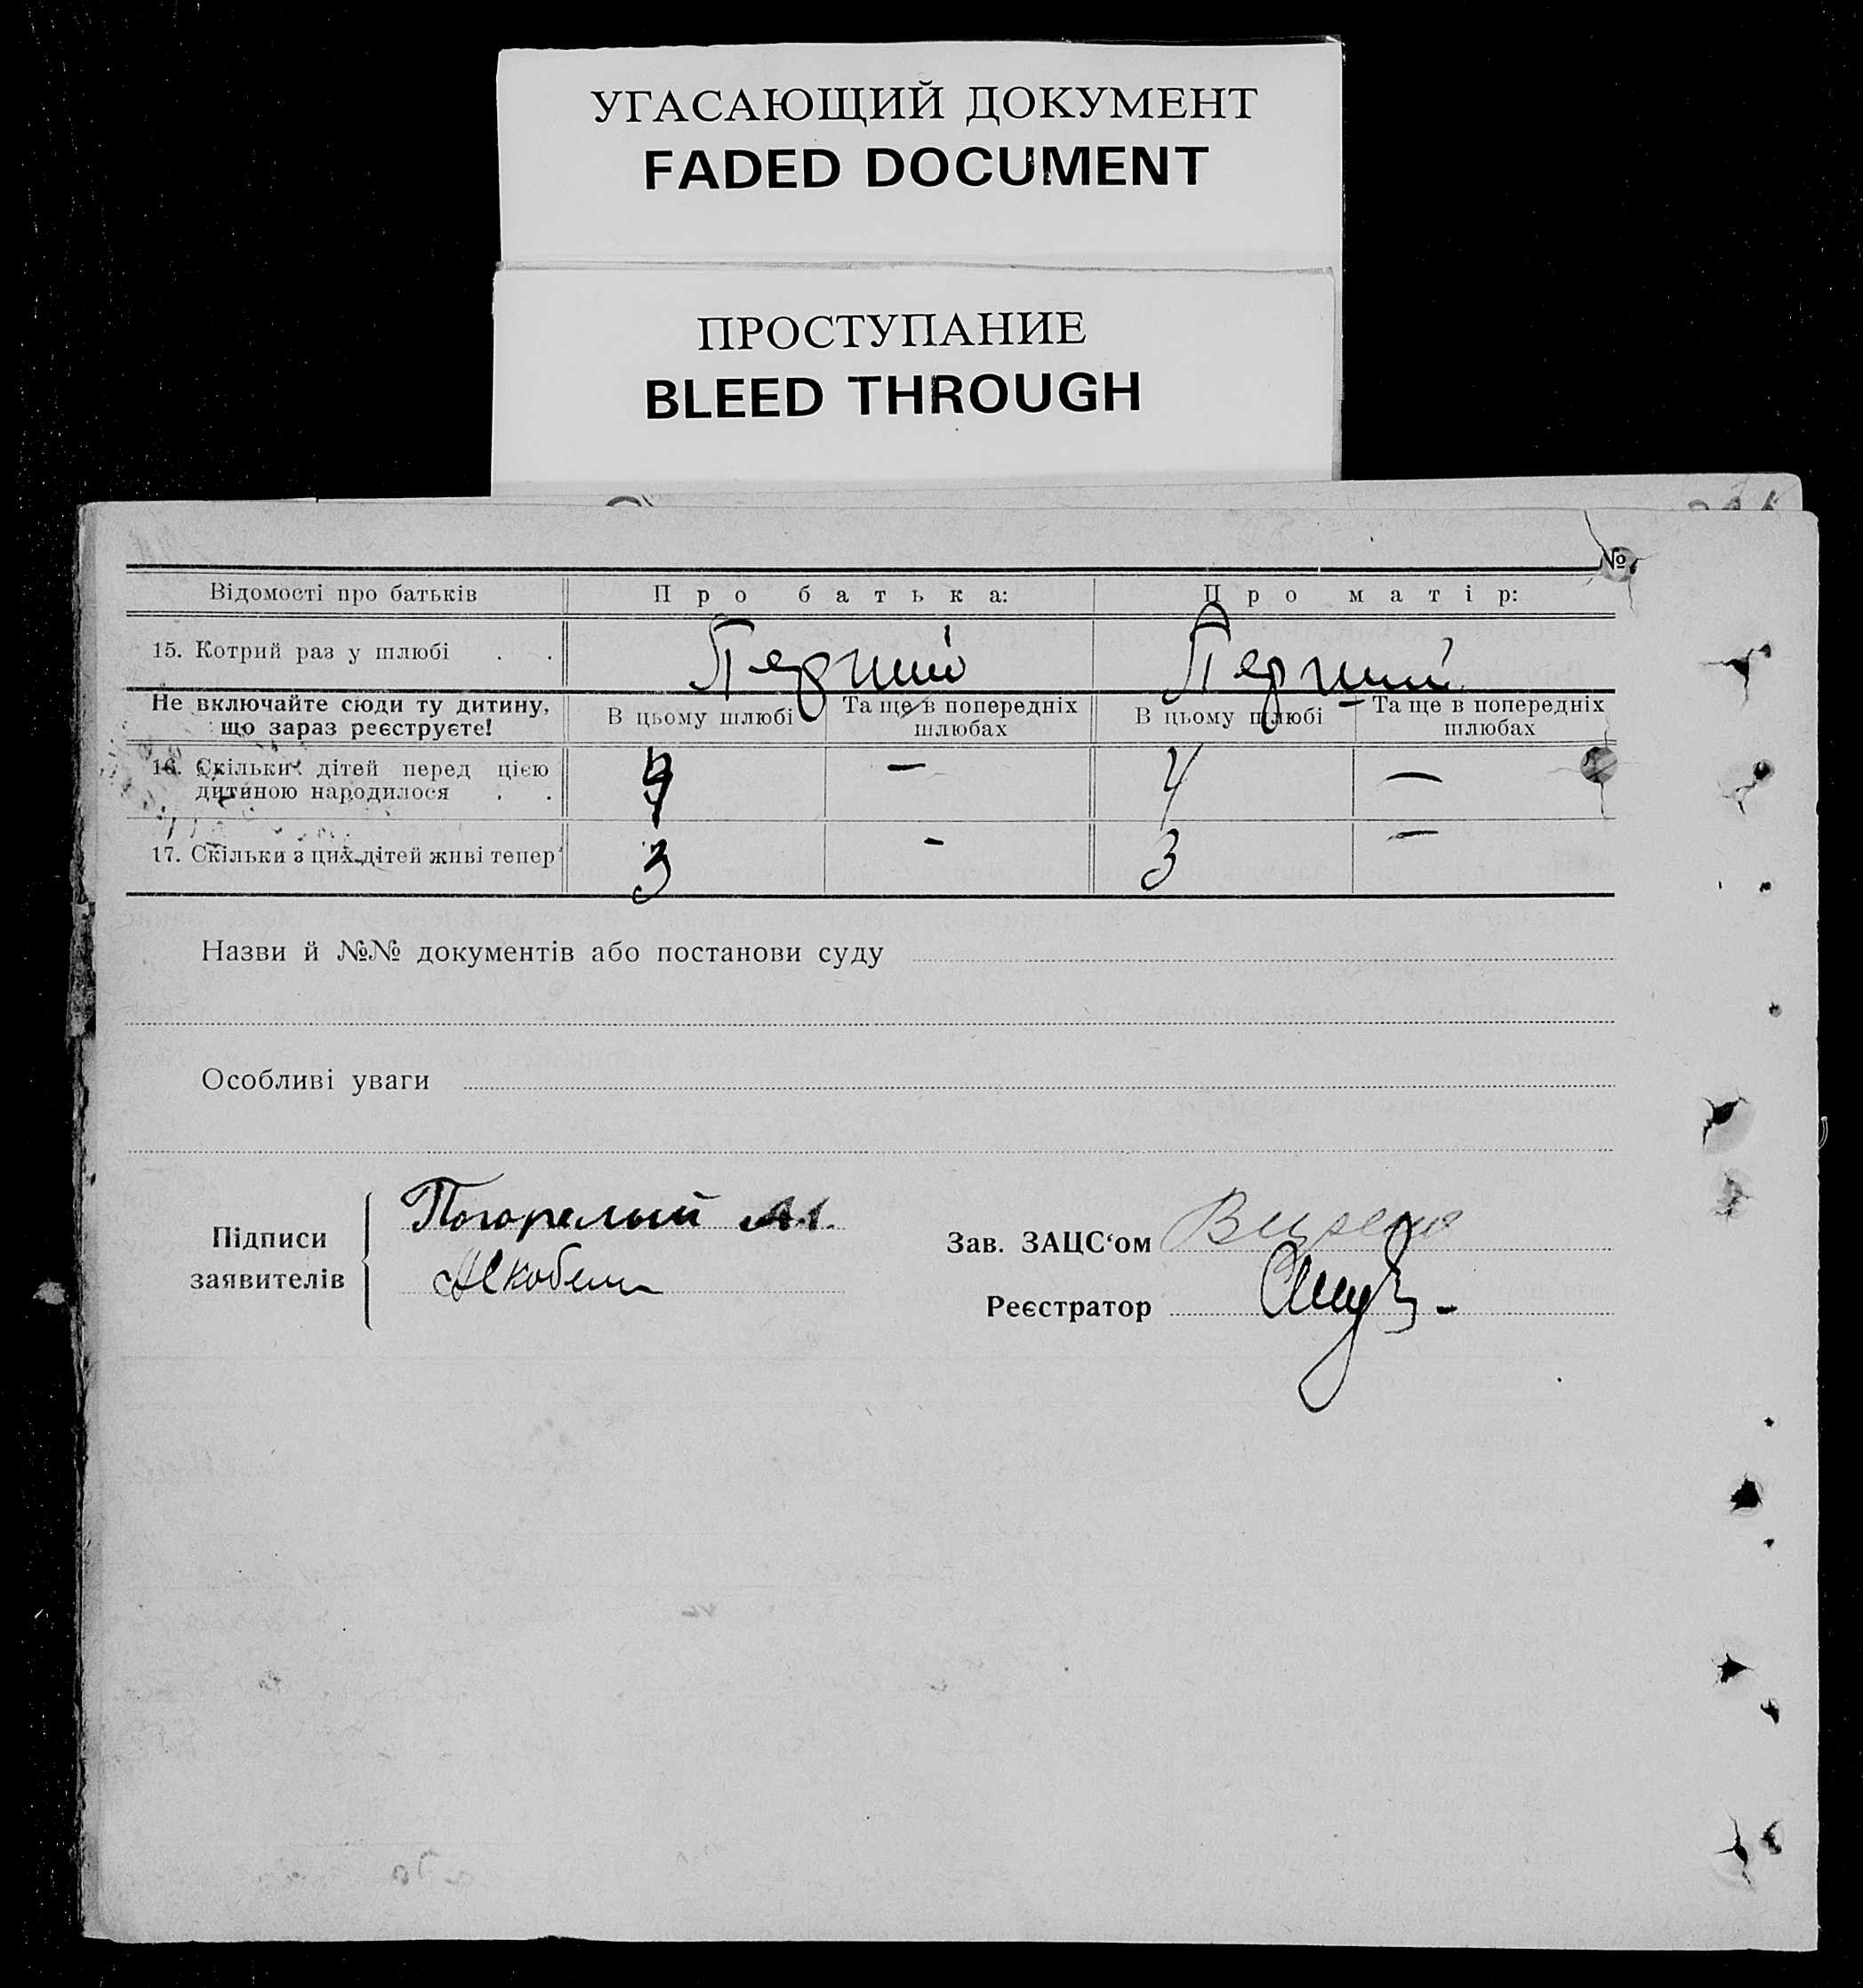 УГАСАЮЩИЙ ДОКУМЕНТ
FADED DOCUMENT
ПРОСТУПАНИЕ
BLEED THROUGH
№
Відомості про батьків Про батька: Про матір:
15. Котрий раз у шлюбі . . Перший Перший
Не включайте сюди ту дитину, що зараз реєструєте! В цьому шлюбі Та ще в попередніх шлюбах В цьому шлюбі Та ще в попередніх шлюбах
16. Скільки дітей перед цією
дитиною народилося . . 4 — 4 —
17. Скільки з цих дітей живі тепер 3 - 3 —
Назви й №№ документів або постанови суду
Особливі уваги
Підписи заявителів Погорелый
Зав. ЗАЦС‘ом
Реєстратор